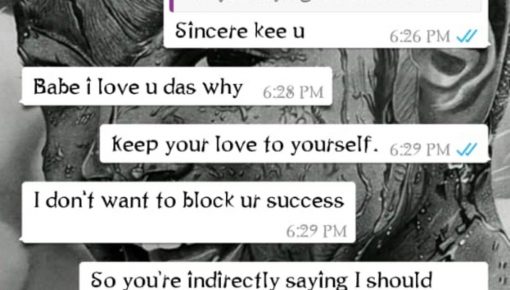 Sincere kee u
6:26 PM
Babe i love u das why
6:28 PM
Keep your love to yourself.
6:29 PM
I don't want to block ur success
6:29 PM
So you're indirectly saying I should